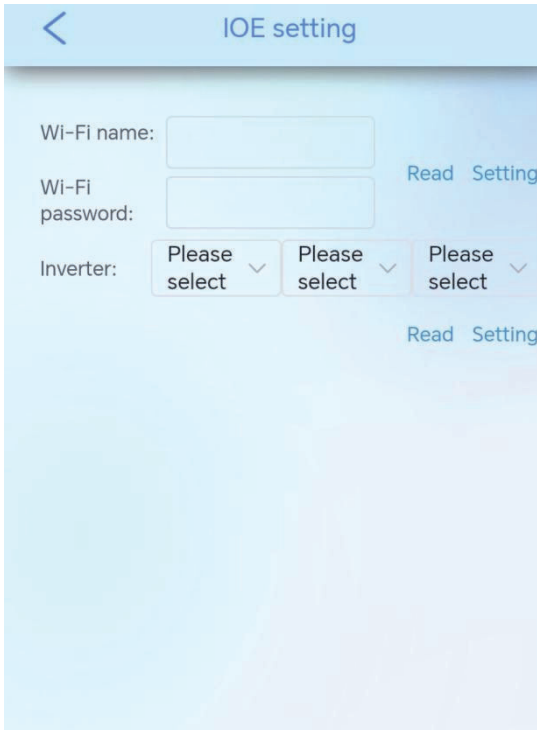 IOE setting
Wi-Fi name:
Read Setting
Wi-Fi
password:
Inverter:
Please
select
Please
select
Please
select
Read Setting